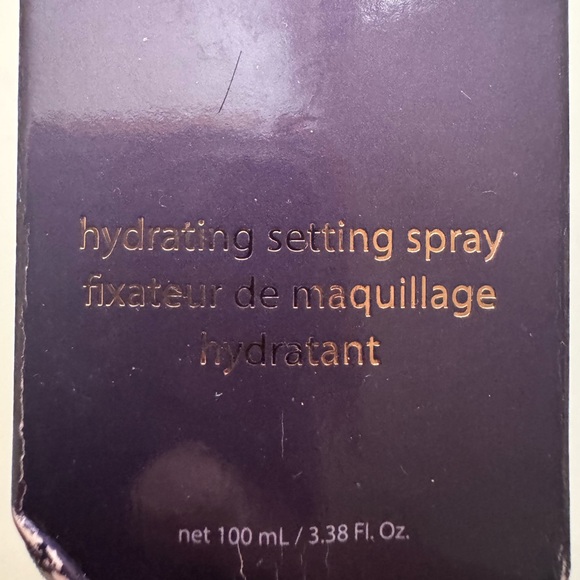 hydrating setting spray
fixateur de maquillage
hydratant
net 100 mL / 3.38 Fl. Oz.